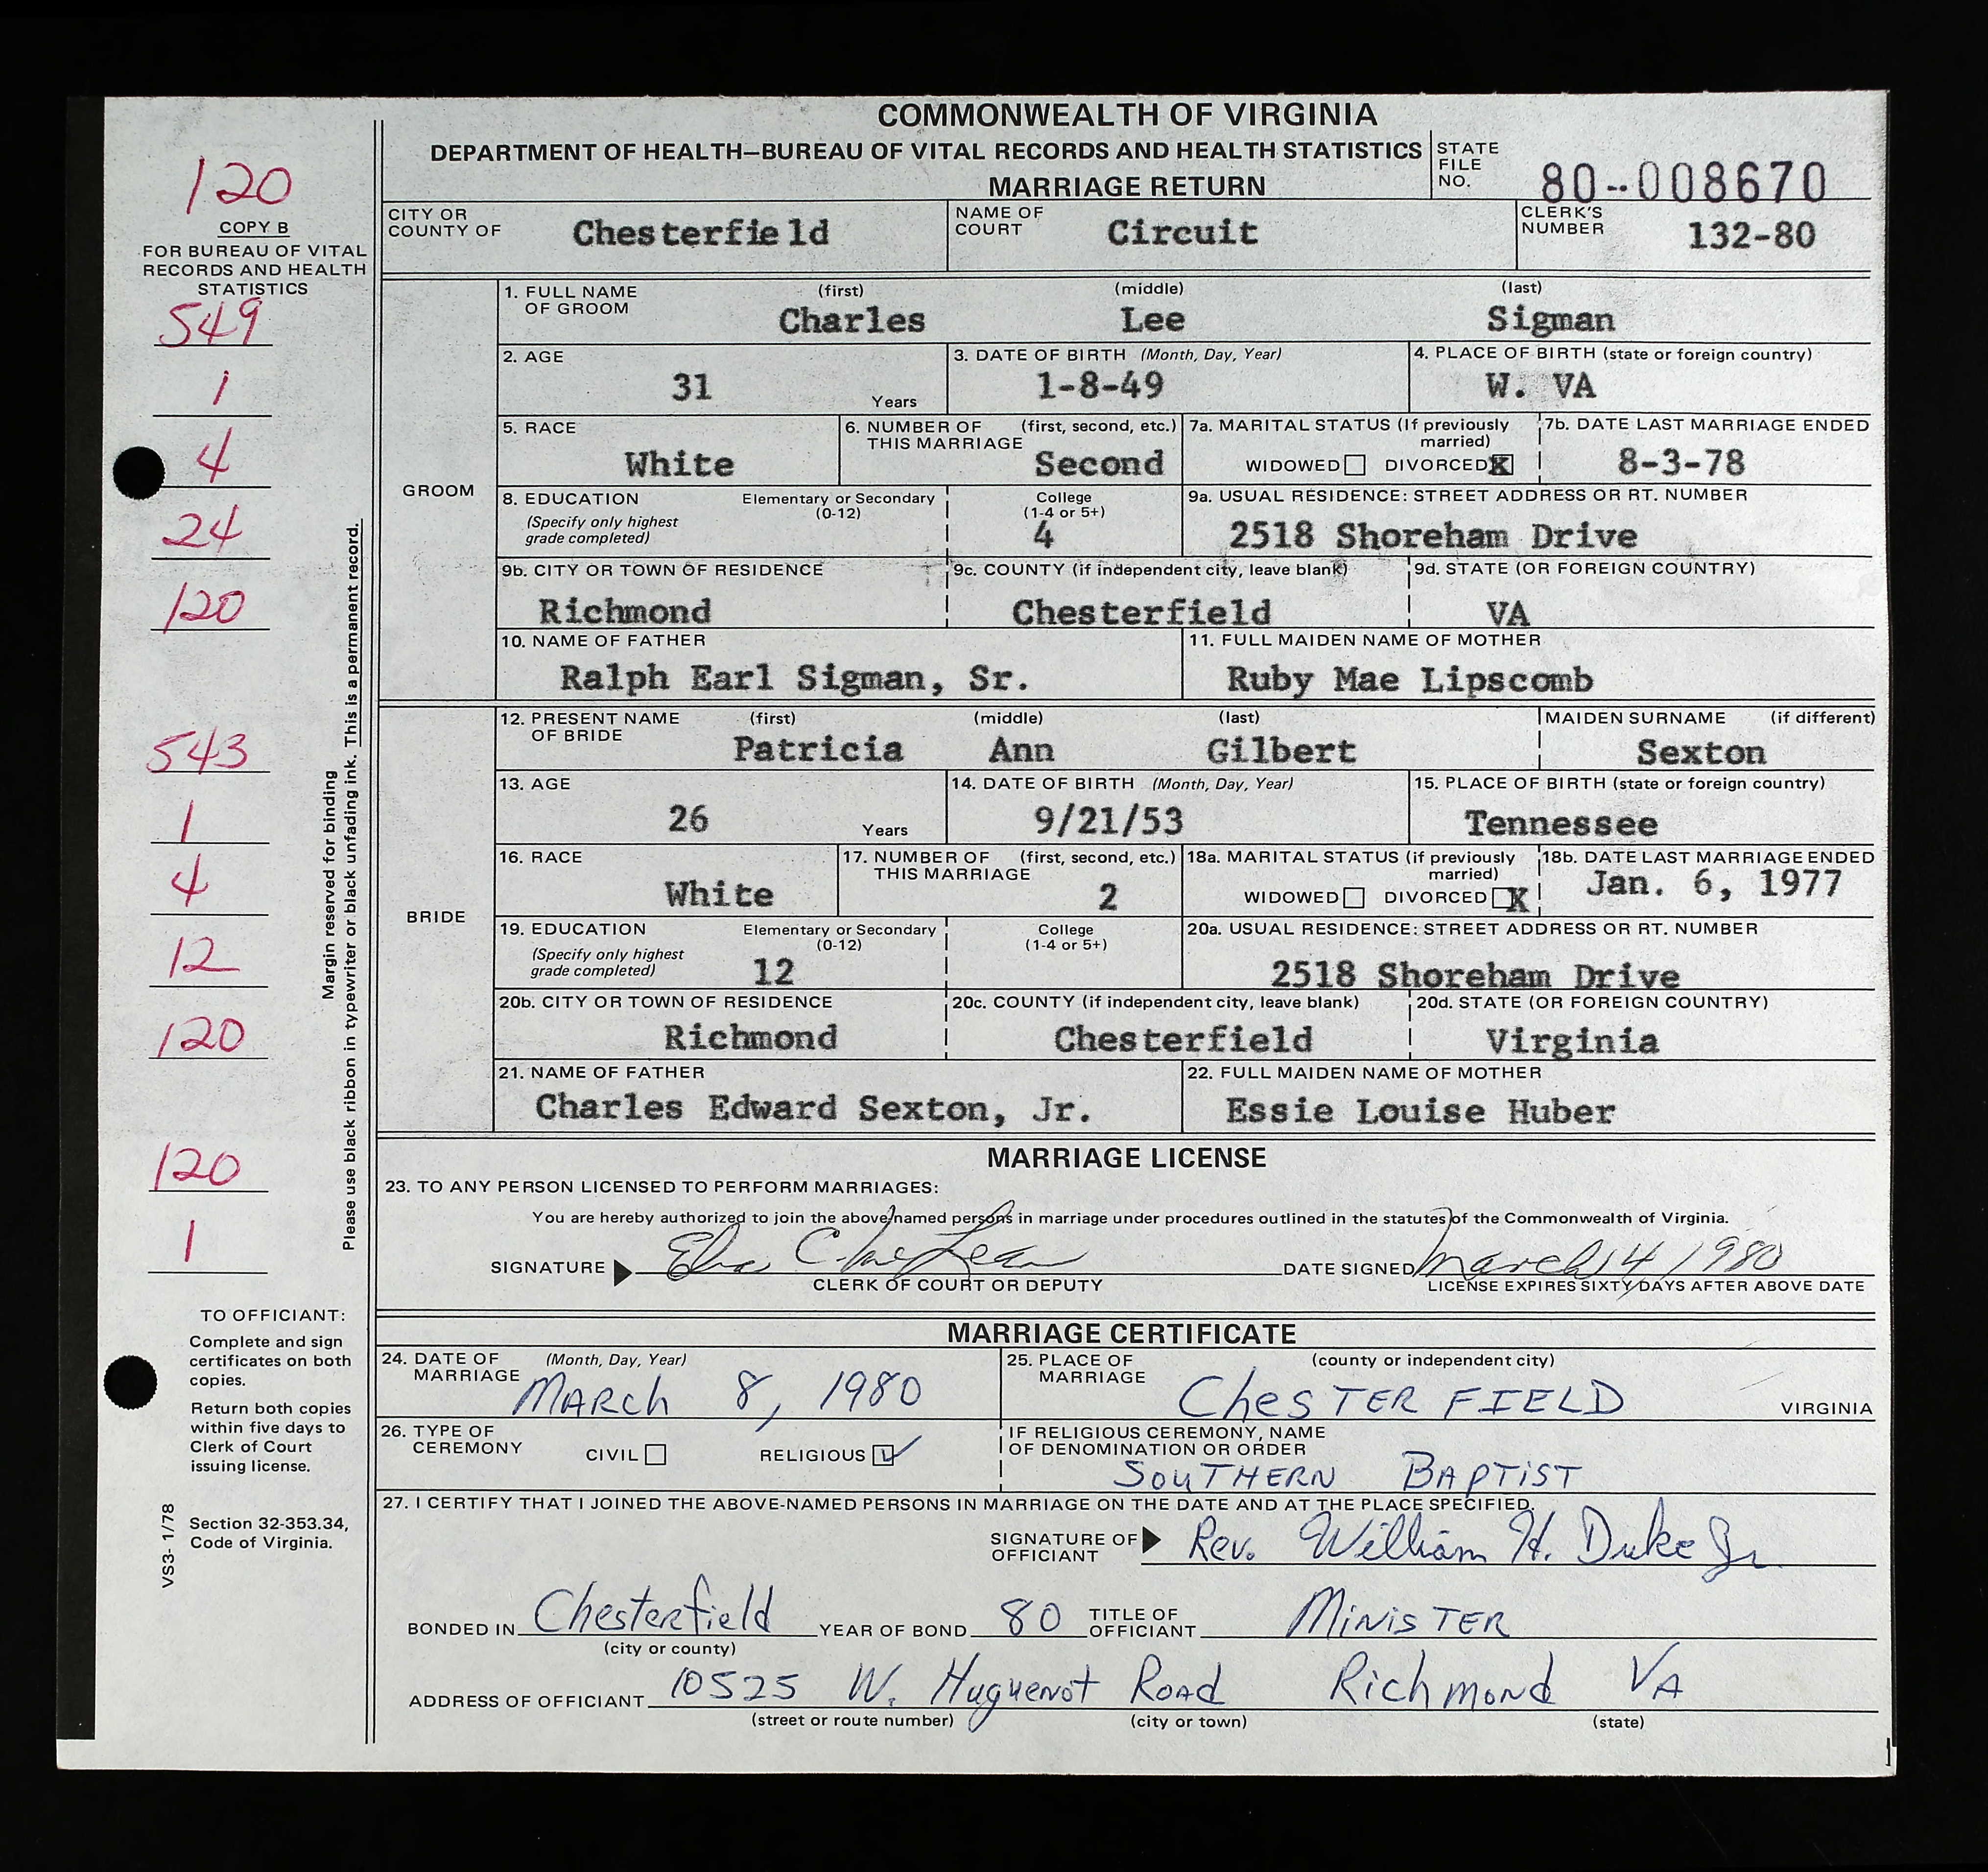 COMMONWEALTH OF VIRGINIA
DEPARTMENT OF HEALTH—BUREAU OF VITAL RECORDS AND HEALTH STATISTICS
MARRIAGE RETURN
STATE FILE NO. 80--008670
120
COPY B
FOR BUREAU OF VITAL
RECORDS AND HEALTH
STATISTICS
549
1
4
24
120
543
1
4
12
120
120
1
Margin reserved for binding
Please use black ribbon in typewriter or black unfading ink. This is a permanent record.
TO OFFICIANT:
Complete and sign
certificates on both
copies.
Return both copies
within five days to
Clerk of Court
issuing license.
Section 32-353.34,
Code of Virginia.
VS3- 1/78
CITY OR COUNTY OF Chesterfield NAME OF COURT Circuit CLERK'S NUMBER 132-80
GROOM
1. FULL NAME OF GROOM (first) (middle) (last)
Charles Lee Sigman
2. AGE 3. DATE OF BIRTH (Month, Day, Year) 4. PLACE OF BIRTH (state or foreign country)
31 Years 1-8-49 W. VA
5. RACE 6. NUMBER OF THIS MARRIAGE (first, second, etc.) 7a. MARITAL STATUS (If previously married) 7b. DATE LAST MARRIAGE ENDED
White Second WIDOWED DIVORCED X 8-3-78
8. EDUCATION (Specify only highest grade completed) Elementary or Secondary (0-12) College (1-4 or 5+) 9a. USUAL RESIDENCE: STREET ADDRESS OR RT. NUMBER
4 2518 Shoreham Drive
9b. CITY OR TOWN OF RESIDENCE 9c. COUNTY (if independent city, leave blank) 9d. STATE (OR FOREIGN COUNTRY)
Richmond Chesterfield VA
10. NAME OF FATHER 11. FULL MAIDEN NAME OF MOTHER
Ralph Earl Sigman, Sr. Ruby Mae Lipscomb
BRIDE
12. PRESENT NAME OF BRIDE (first) (middle) (last) MAIDEN SURNAME (if different)
Patricia Ann Gilbert Sexton
13. AGE 14. DATE OF BIRTH (Month, Day, Year) 15. PLACE OF BIRTH (state or foreign country)
26 Years 9/21/53 Tennessee
16. RACE 17. NUMBER OF THIS MARRIAGE (first, second, etc.) 18a. MARITAL STATUS (if previously married) 18b. DATE LAST MARRIAGE ENDED
White 2 WIDOWED DIVORCED X Jan. 6, 1977
19. EDUCATION (Specify only highest grade completed) Elementary or Secondary (0-12) College (1-4 or 5+) 20a. USUAL RESIDENCE: STREET ADDRESS OR RT. NUMBER
12 2518 Shoreham Drive
20b. CITY OR TOWN OF RESIDENCE 20c. COUNTY (if independent city, leave blank) 20d. STATE (OR FOREIGN COUNTRY)
Richmond Chesterfield Virginia
21. NAME OF FATHER 22. FULL MAIDEN NAME OF MOTHER
Charles Edward Sexton, Jr. Essie Louise Huber
MARRIAGE LICENSE
23. TO ANY PERSON LICENSED TO PERFORM MARRIAGES:
You are hereby authorized to join the above named persons in marriage under procedures outlined in the statutes of the Commonwealth of Virginia.
SIGNATURE DATE SIGNED March 4 1980
CLERK OF COURT OR DEPUTY LICENSE EXPIRES SIXTY DAYS AFTER ABOVE DATE
MARRIAGE CERTIFICATE
24. DATE OF MARRIAGE (Month, Day, Year) 25. PLACE OF MARRIAGE (county or independent city)
MARCH 8, 1980 CHESTERFIELD VIRGINIA
26. TYPE OF CEREMONY CIVIL RELIGIOUS ✓ IF RELIGIOUS CEREMONY, NAME OF DENOMINATION OR ORDER
SOUTHERN BAPTIST
27. I CERTIFY THAT I JOINED THE ABOVE-NAMED PERSONS IN MARRIAGE ON THE DATE AND AT THE PLACE SPECIFIED.
SIGNATURE OF OFFICIANT Rev. William H. Duke Jr.
BONDED IN Chesterfield YEAR OF BOND 80 TITLE OF OFFICIANT MINISTER
(city or county)
ADDRESS OF OFFICIANT 10525 W. Huguenot Road Richmond VA
(street or route number) (city or town) (state)